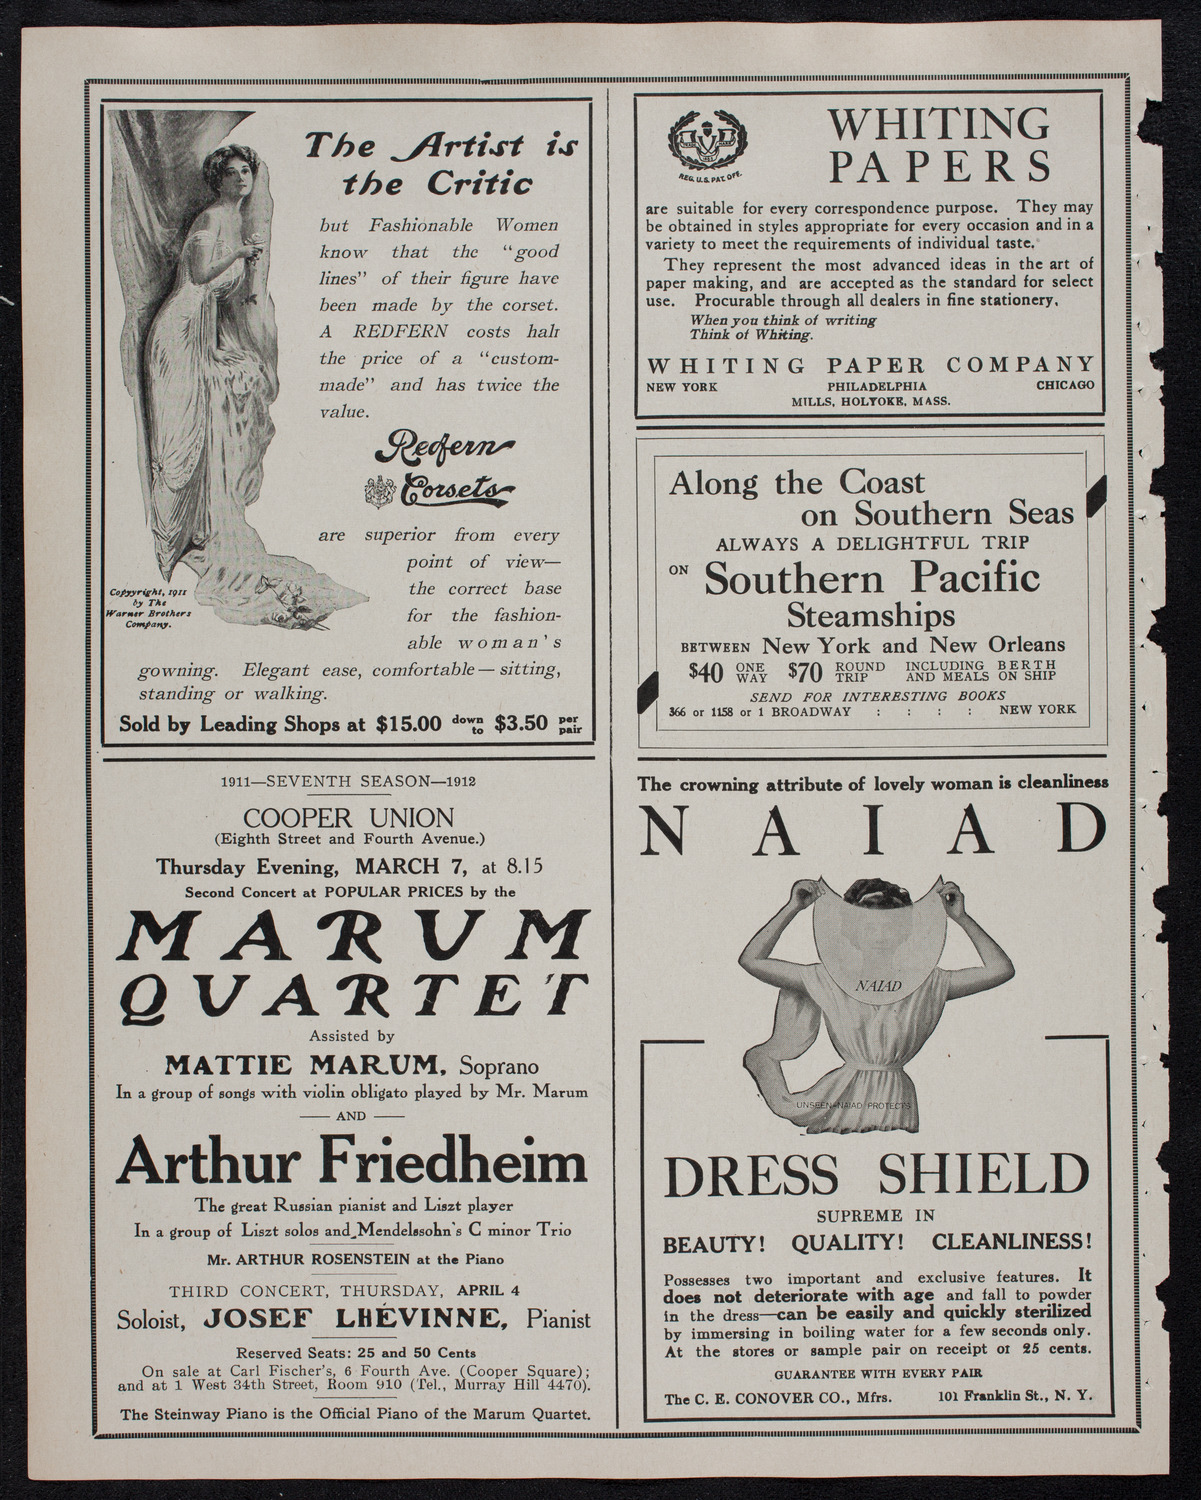 The Artist is
the Critic
but Fashionable Women
know that the "good
lines" of their figure have
been made by the corset.
A REDFERN costs half
the price of a "custom-
made" and has twice the
value.
Redfern
Corsets
are superior from every
point of view—
the correct base
for the fashion-
able woman's
gowning. Elegant ease, comfortable—sitting,
standing or walking.
Copyright, 1911
by The
Warner Brothers
Company.
Sold by Leading Shops at $15.00 down to $3.50 per pair
1911—SEVENTH SEASON—1912
COOPER UNION
(Eighth Street and Fourth Avenue.)
Thursday Evening, MARCH 7, at 8.15
Second Concert at POPULAR PRICES by the
MARUM
QUARTET
Assisted by
MATTIE MARUM, Soprano
In a group of songs with violin obligato played by Mr. Marum
— AND —
Arthur Friedheim
The great Russian pianist and Liszt player
In a group of Liszt solos and Mendelssohn's C minor Trio
Mr. ARTHUR ROSENSTEIN at the Piano
THIRD CONCERT, THURSDAY, APRIL 4
Soloist, JOSEF LHÉVINNE, Pianist
Reserved Seats: 25 and 50 Cents
On sale at Carl Fischer's, 6 Fourth Ave. (Cooper Square);
and at 1 West 34th Street, Room 910 (Tel., Murray Hill 4470).
The Steinway Piano is the Official Piano of the Marum Quartet.
REG. U.S. PAT. OFF.
WHITING
PAPERS
are suitable for every correspondence purpose. They may
be obtained in styles appropriate for every occasion and in a
variety to meet the requirements of individual taste.
They represent the most advanced ideas in the art of
paper making, and are accepted as the standard for select
use. Procurable through all dealers in fine stationery,
When you think of writing
Think of Whiting.
WHITING PAPER COMPANY
NEW YORK PHILADELPHIA CHICAGO
MILLS, HOLYOKE, MASS.
Along the Coast
on Southern Seas
ALWAYS A DELIGHTFUL TRIP
ON Southern Pacific
Steamships
BETWEEN New York and New Orleans
$40 ONE WAY $70 ROUND TRIP INCLUDING BERTH AND MEALS ON SHIP
SEND FOR INTERESTING BOOKS
366 or 1158 or 1 BROADWAY : : : : NEW YORK
The crowning attribute of lovely woman is cleanliness
NAIAD
NAIAD
UNSEEN—NAIAD PROTECTS
DRESS SHIELD
SUPREME IN
BEAUTY! QUALITY! CLEANLINESS!
Possesses two important and exclusive features. It
does not deteriorate with age and fall to powder
in the dress—can be easily and quickly sterilized
by immersing in boiling water for a few seconds only.
At the stores or sample pair on receipt of 25 cents.
GUARANTEE WITH EVERY PAIR
The C. E. CONOVER CO., Mfrs. 101 Franklin St., N. Y.